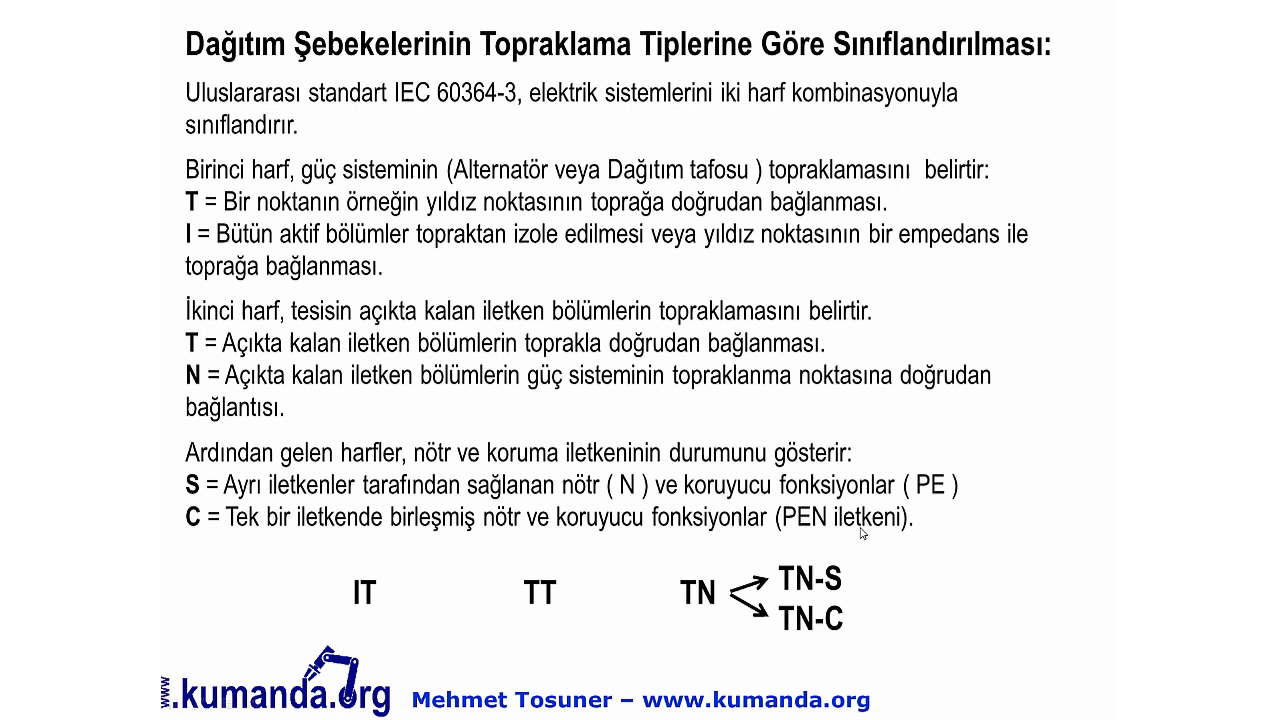 Dağıtım Şebekelerinin Topraklama Tiplerine Göre Sınıflandırılması:
Uluslararası standart IEC 60364-3, elektrik sistemlerini iki harf kombinasyonuyla
sınıflandırır.
Birinci harf, güç sisteminin (Alternatör veya Dağıtım tafosu ) topraklamasını belirtir:
T = Bir noktanın örneğin yıldız noktasının toprağa doğrudan bağlanması.
I = Bütün aktif bölümler topraktan izole edilmesi veya yıldız noktasının bir empedans ile
toprağa bağlanması.
İkinci harf, tesisin açıkta kalan iletken bölümlerin topraklamasını belirtir.
T = Açıkta kalan iletken bölümlerin toprakla doğrudan bağlanması.
N = Açıkta kalan iletken bölümlerin güç sisteminin topraklanma noktasına doğrudan
bağlantısı.
Ardından gelen harfler, nötr ve koruma iletkeninin durumunu gösterir:
S = Ayrı iletkenler tarafından sağlanan nötr ( N ) ve koruyucu fonksiyonlar ( PE )
C = Tek bir iletkende birleşmiş nötr ve koruyucu fonksiyonlar (PEN iletkeni).
IT TT TN TN-S
TN-C
www.kumanda.org Mehmet Tosuner – www.kumanda.org